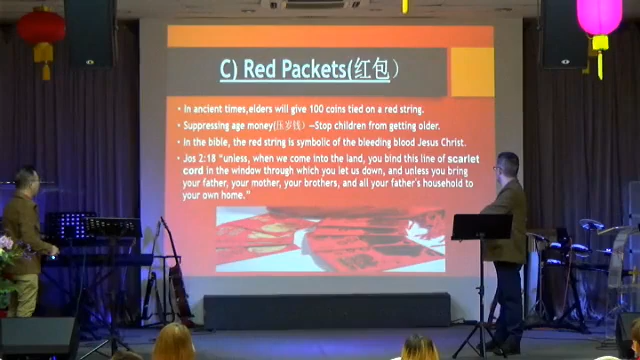 C) Red Packets(红包）
• In ancient times,elders will give 100 coins tied on a red string.
• Suppressing age money(压岁钱）–Stop children from getting older.
• In the bible, the red string is symbolic of the bleeding blood Jesus Christ.
• Jos 2:18 "unless, when we come into the land, you bind this line of scarlet
cord in the window through which you let us down, and unless you bring
your father, your mother, your brothers, and all your father's household to
your own home."